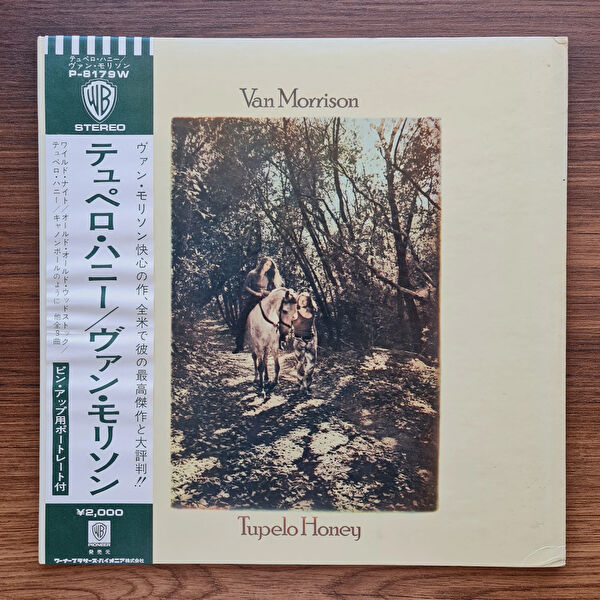 テュペロ・ハニー/
ヴァン・モリソン
P-8179W
WB
STEREO
テュペロ・ハニー/ヴァン・モリソン
ヴァン・モリソン快心の作、全米で彼の最高傑作と大評判!!
ワイルド・ナイト/オールド・オールド・ウッドストック/
テュペロ・ハニー/キャノンボールのように 他全9曲
ピン・アップ用ポートレート付
¥2,000
WB
PIONEER
発売元
ワーナーブラザーズ・パイオニア株式会社
Van Morrison
Tupelo Honey